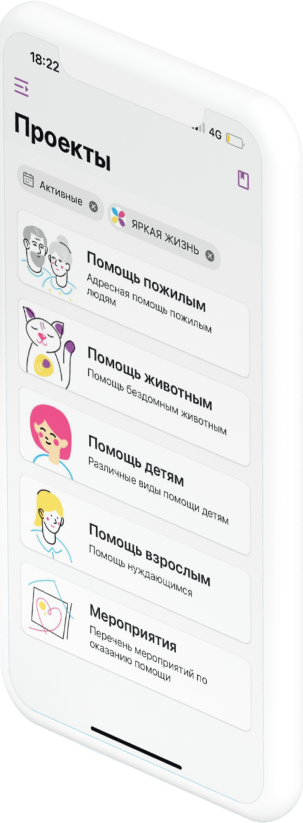 18:22
4G
Проекты
Активные
ЯРКАЯ ЖИЗНЬ
Помощь пожилым
Адресная помощь пожилым
людям
Помощь животным
Помощь бездомным животным
Помощь детям
Различные виды помощи детям
Помощь взрослым
Помощь нуждающимся
Мероприятия
Перечень мероприятий по
оказанию помощи